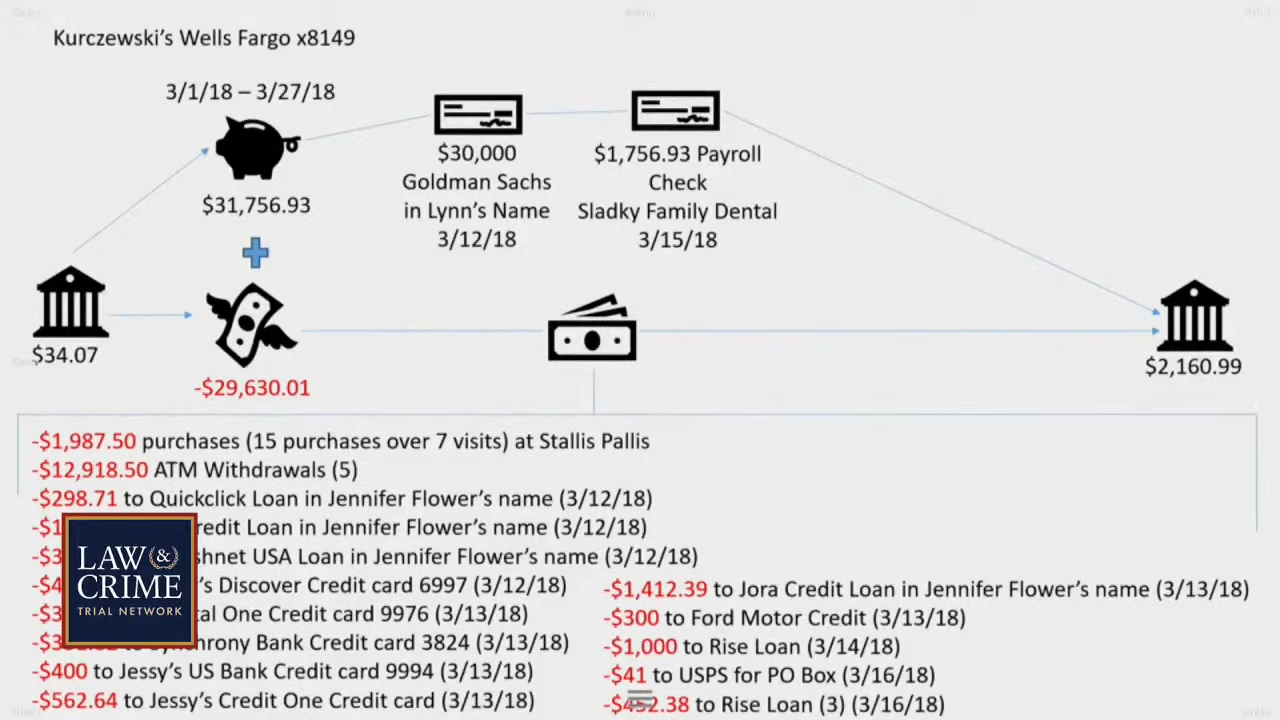 Kurczewski's Wells Fargo x8149
3/1/18 – 3/27/18
$31,756.93
$30,000
Goldman Sachs
in Lynn's Name
3/12/18
$1,756.93 Payroll
Check
Sladky Family Dental
3/15/18
$34.07
-$29,630.01
$2,160.99
-$1,987.50 purchases (15 purchases over 7 visits) at Stallis Pallis
-$12,918.50 ATM Withdrawals (5)
-$298.71 to Quickclick Loan in Jennifer Flower's name (3/12/18)
Loan in Jennifer Flower's name (3/12/18)
USA Loan in Jennifer Flower's name (3/12/18)
Discover Credit card 6997 (3/12/18)
One Credit card 9976 (3/13/18)
Bank Credit card 3824 (3/13/18)
-$400 to Jessy's US Bank Credit card 9994 (3/13/18)
-$562.64 to Jessy's Credit One Credit card (3/13/18)
-$1,412.39 to Jora Credit Loan in Jennifer Flower's name (3/13/18)
-$300 to Ford Motor Credit (3/13/18)
-$1,000 to Rise Loan (3/14/18)
-$41 to USPS for PO Box (3/16/18)
to Rise Loan (3) (3/16/18)
LAW &
CRIME
TRIAL NETWORK